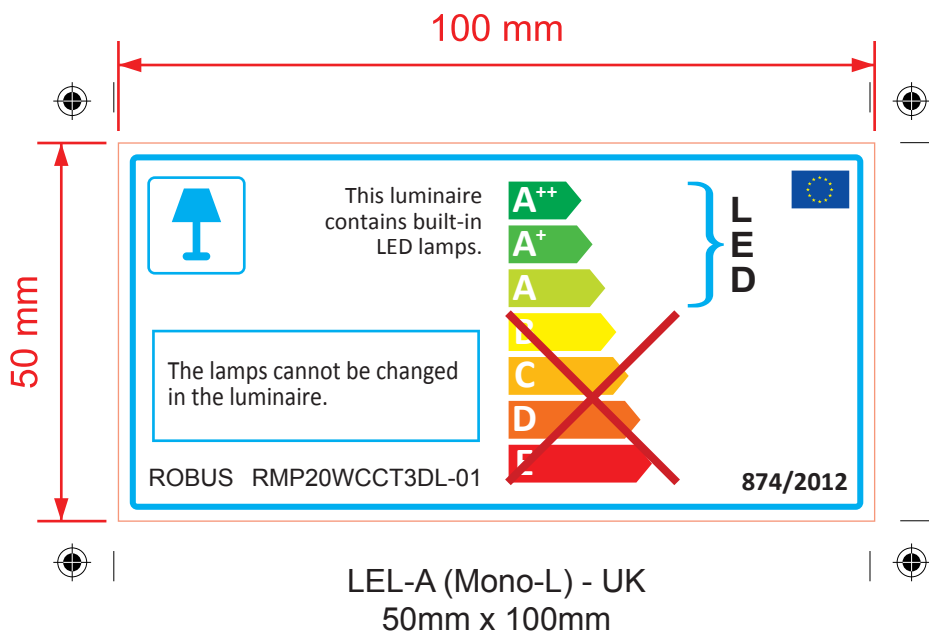 100 mm
50 mm
This luminaire
contains built-in
LED lamps.
A++
A+
A
B
C
D
E
L
E
D
The lamps cannot be changed
in the luminaire.
ROBUS RMP20WCCT3DL-01
874/2012
LEL-A (Mono-L) - UK
50mm x 100mm